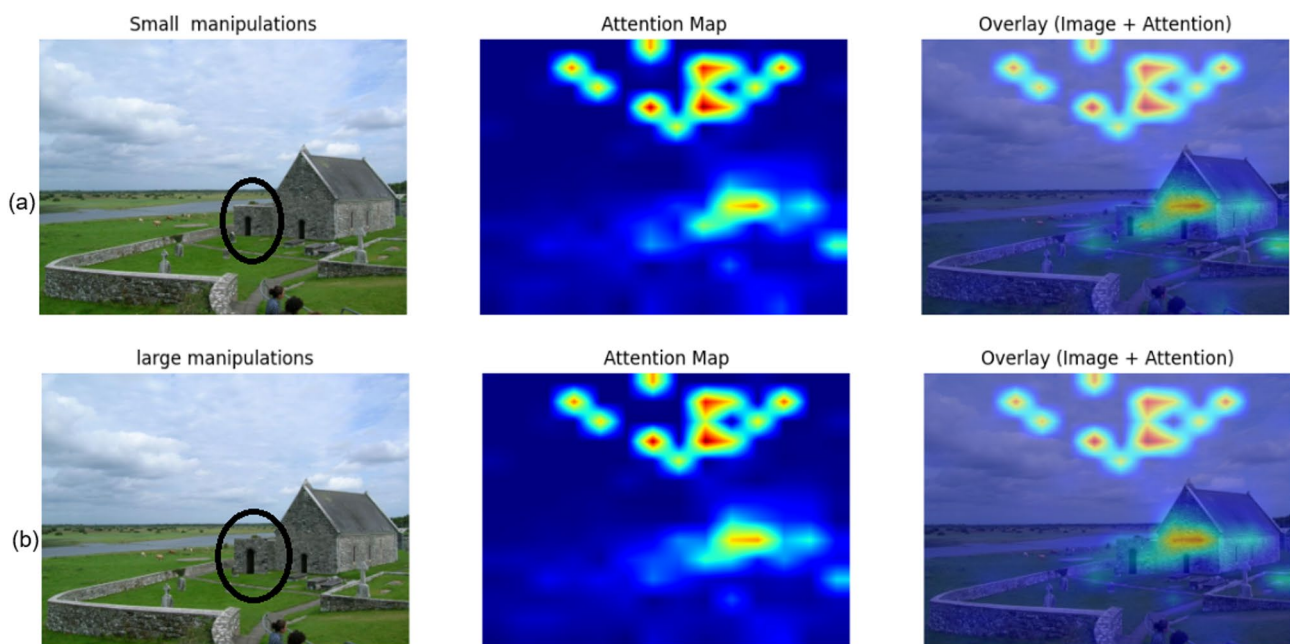 Small  manipulations
Attention Map
Overlay (Image + Attention)
(a)
large manipulations
Attention Map
Overlay (Image + Attention)
(b)